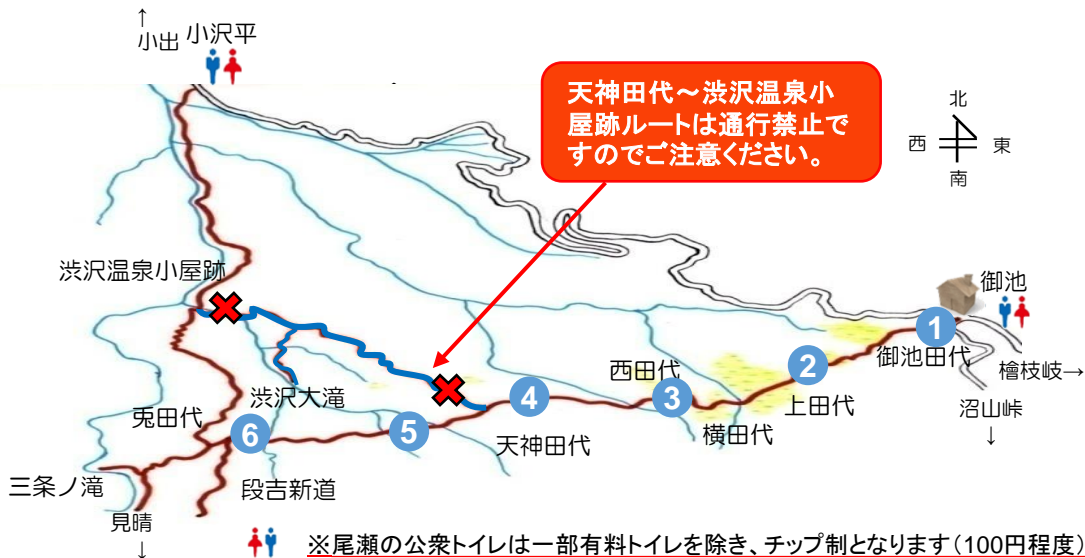 ↑
小出
小沢平
天神田代～渋沢温泉小
屋跡ルートは通行禁止で
すのでご注意ください。
北
西 東
南
渋沢温泉小屋跡
御池
1
御池田代
檜枝岐→
2
西田代
上田代
沼山峠
↓
3
横田代
4
天神田代
渋沢大滝
5
兎田代
6
三条ノ滝
段吉新道
見晴
↓
※尾瀬の公衆トイレは一部有料トイレを除き、チップ制となります(100円程度)